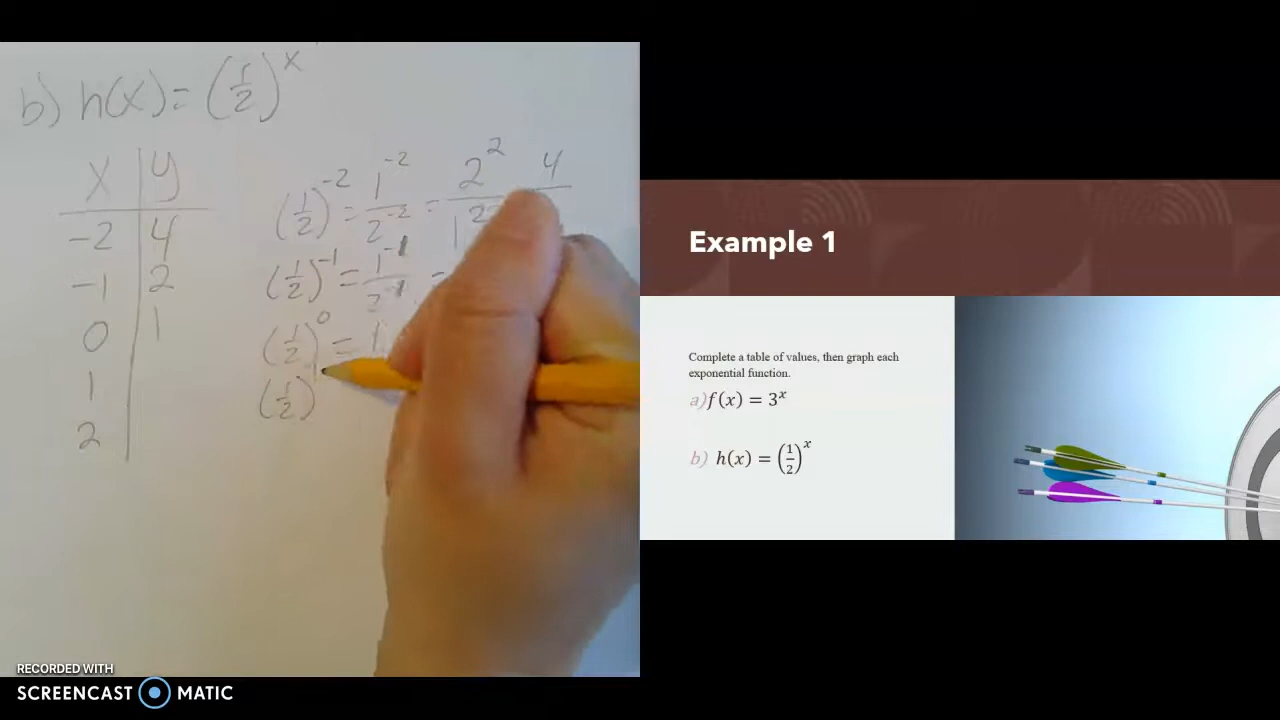 b) h(x) = (1/2)^x
x | y
-2 | 4
-1 | 2
0 | 1
1
2
(1/2)^-2 = 1^-2/2^-2 = 2^2/1^2 4
(1/2)^-1 = 1^-1/2^-1 =
(1/2)^0 = 1
(1/2)
Example 1
Complete a table of values, then graph each
exponential function.
a) f(x) = 3^x
b) h(x) = (1/2)^x
RECORDED WITH
SCREENCAST MATIC